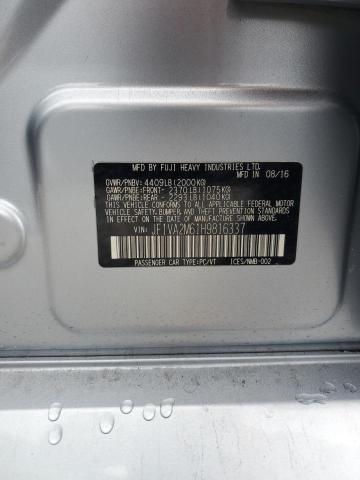 MFD BY FUJI HEAVY INDUSTRIES LTD.
IN 08/16
GVWR/PNBV: 4409LB(2000KG)
GAWR/PNBE:FRONT- 2370LB(1075KG)
GAWR/PNBE:REAR - 2293LB(1040KG)
THIS VEHICLE CONFORMS TO ALL
APPLICABLE FEDERAL MOTOR VEHICLE
SAFETY, BUMPER, AND THEFT
PREVENTION STANDARDS
IN EFFECT ON THE DATE OF MANUFACTURE
SHOWN ABOVE.
VIN: JF1VA2M61H9816337
PASSENGER CAR TYPE:PC/VT ICES/NMB-002